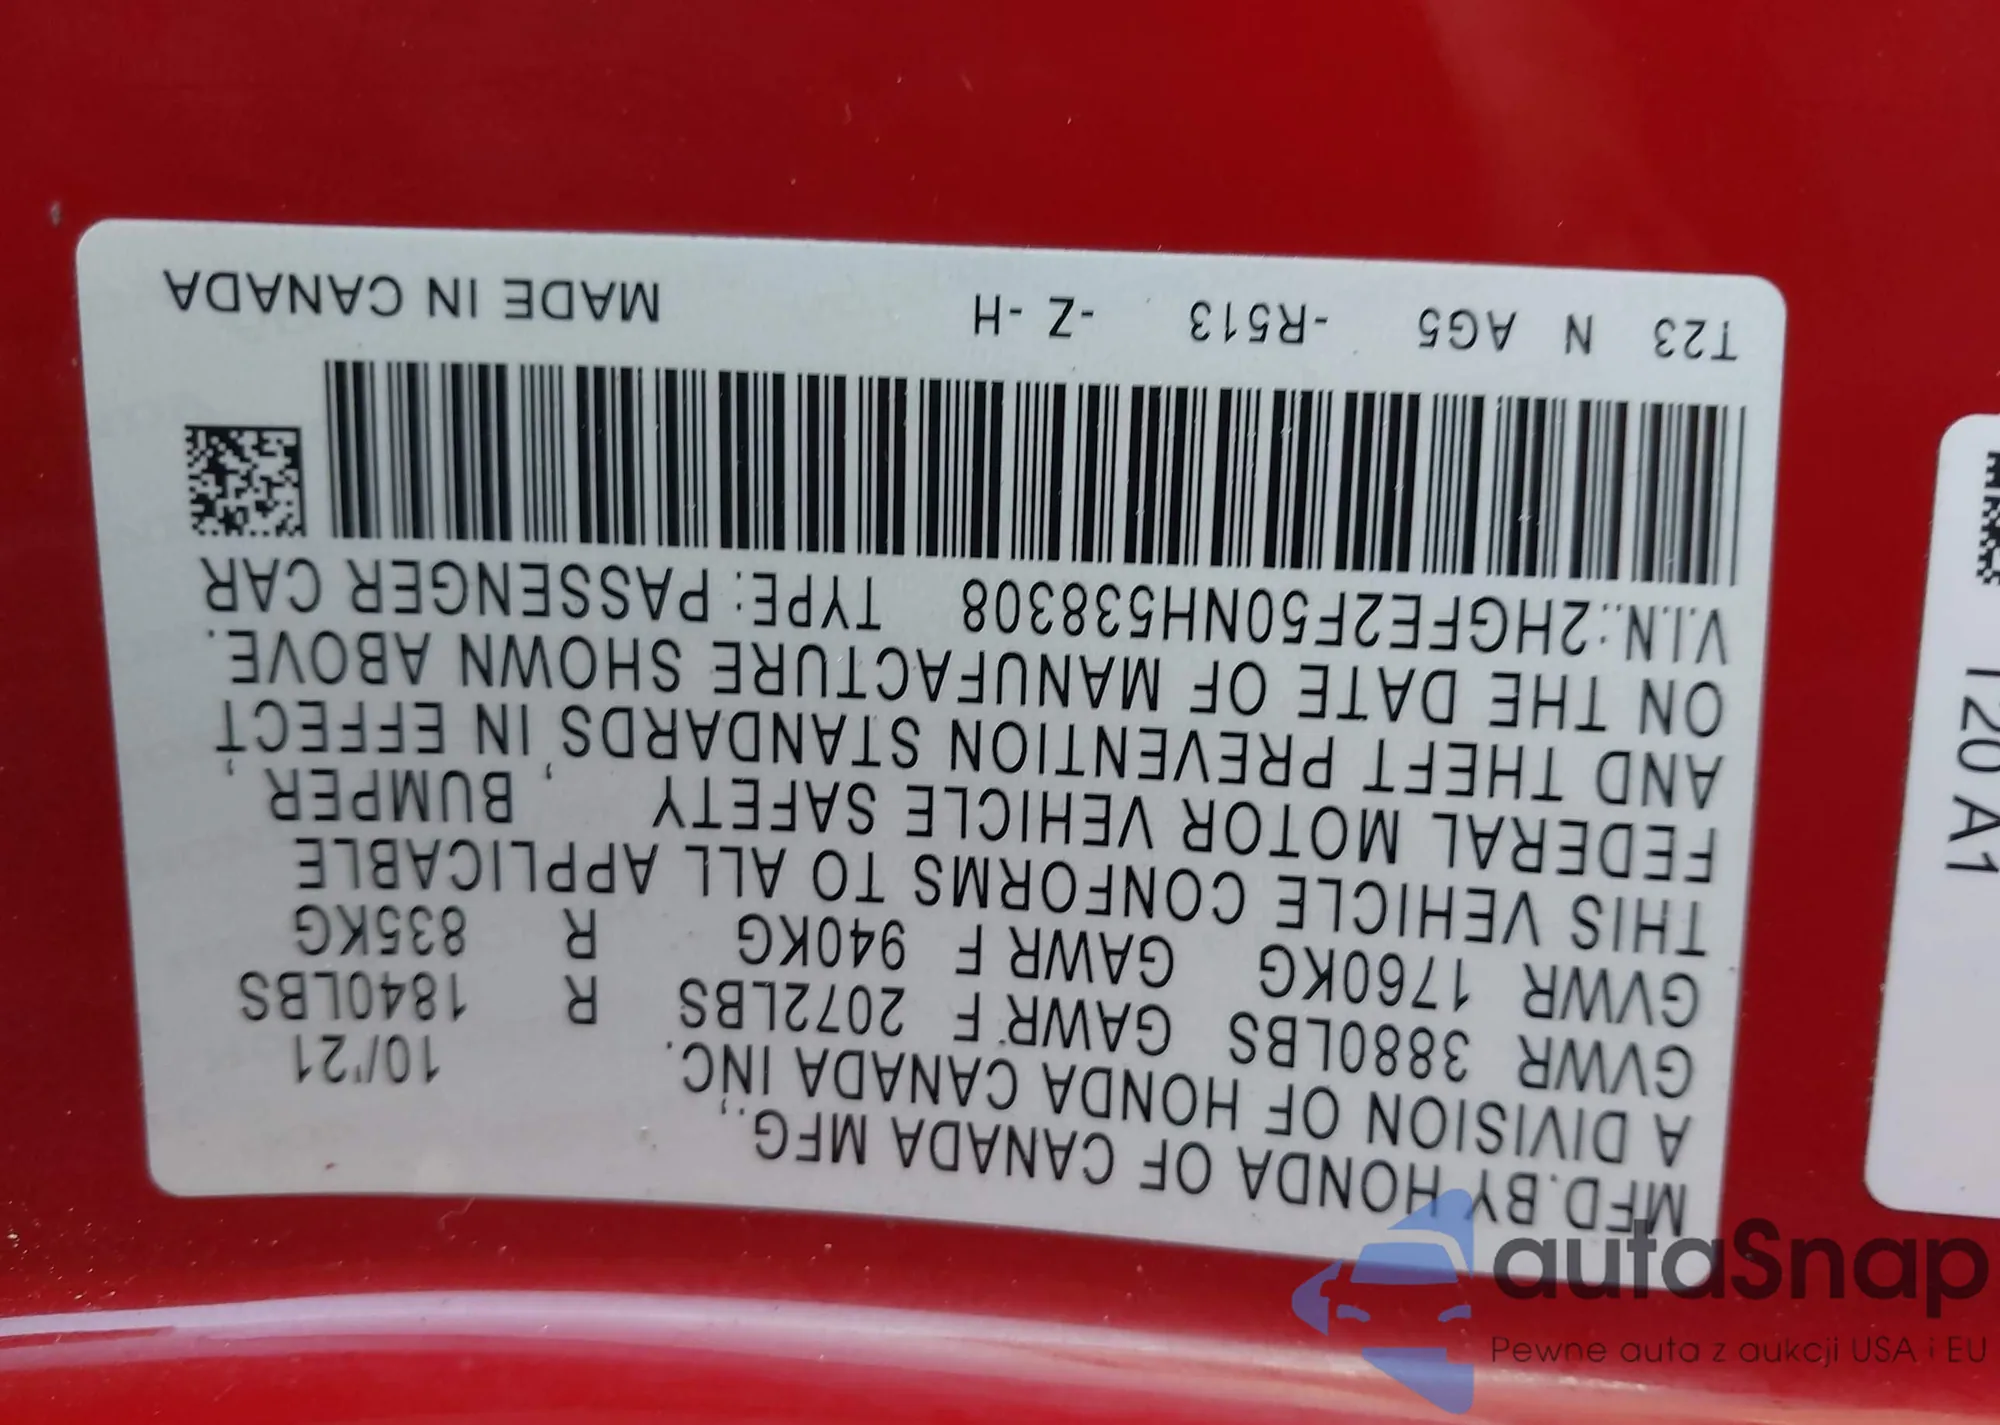 MFD. BY HONDA OF CANADA MFG.,
A DIVISION OF HONDA CANADA INC. 10/'21
GVWR 3880LBS GAWR F 2072LBS R 1840LBS
GVWR 1760KG GAWR F 940KG R 835KG
THIS VEHICLE CONFORMS TO ALL APPLICABLE
FEDERAL MOTOR VEHICLE SAFETY, BUMPER,
AND THEFT PREVENTION STANDARDS IN EFFECT
ON THE DATE OF MANUFACTURE SHOWN ABOVE.
V.I.N.:2HGFE2F50NH538308 TYPE: PASSENGER CAR
T23 N AG5 -R513 -Z -H MADE IN CANADA
T20 A1
autaSnap
Pewne auta z aukcji USA i EU